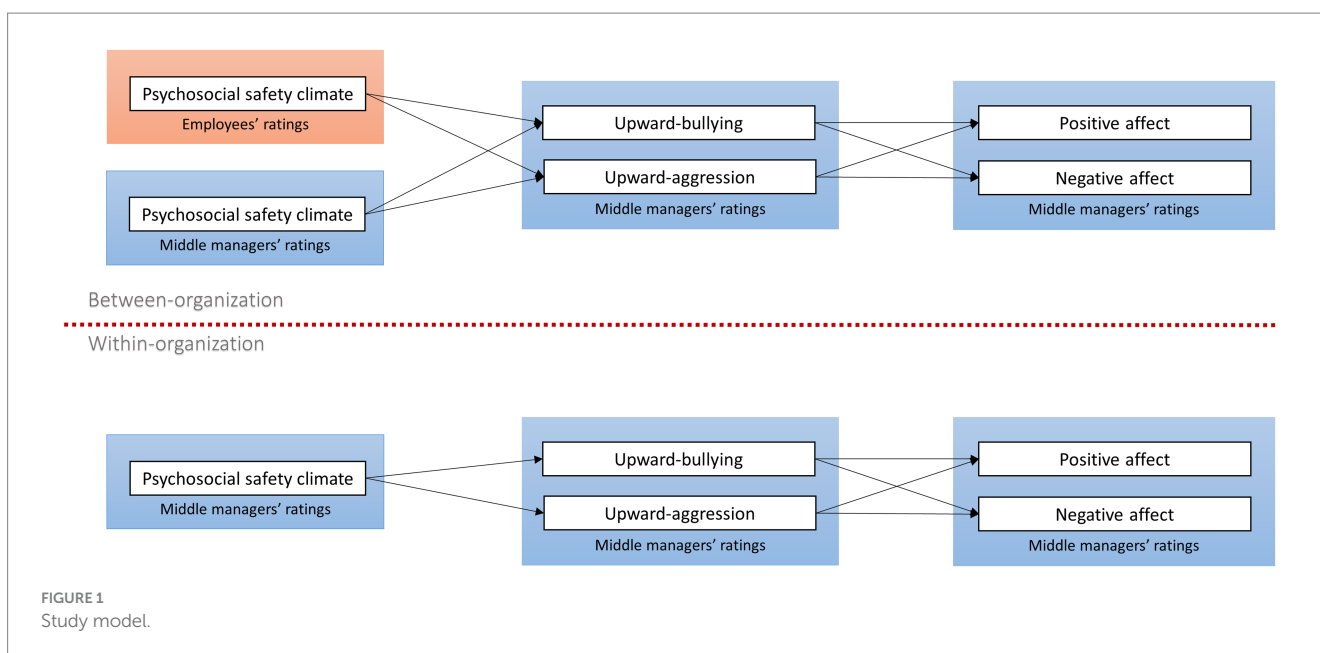 Psychosocial safety climate
Employees' ratings
Psychosocial safety climate
Middle managers' ratings
Upward-bullying
Upward-aggression
Middle managers' ratings
Positive affect
Negative affect
Middle managers' ratings
Between-organization
Within-organization
Psychosocial safety climate
Middle managers' ratings
Upward-bullying
Upward-aggression
Middle managers' ratings
Positive affect
Negative affect
Middle managers' ratings
FIGURE 1
Study model.